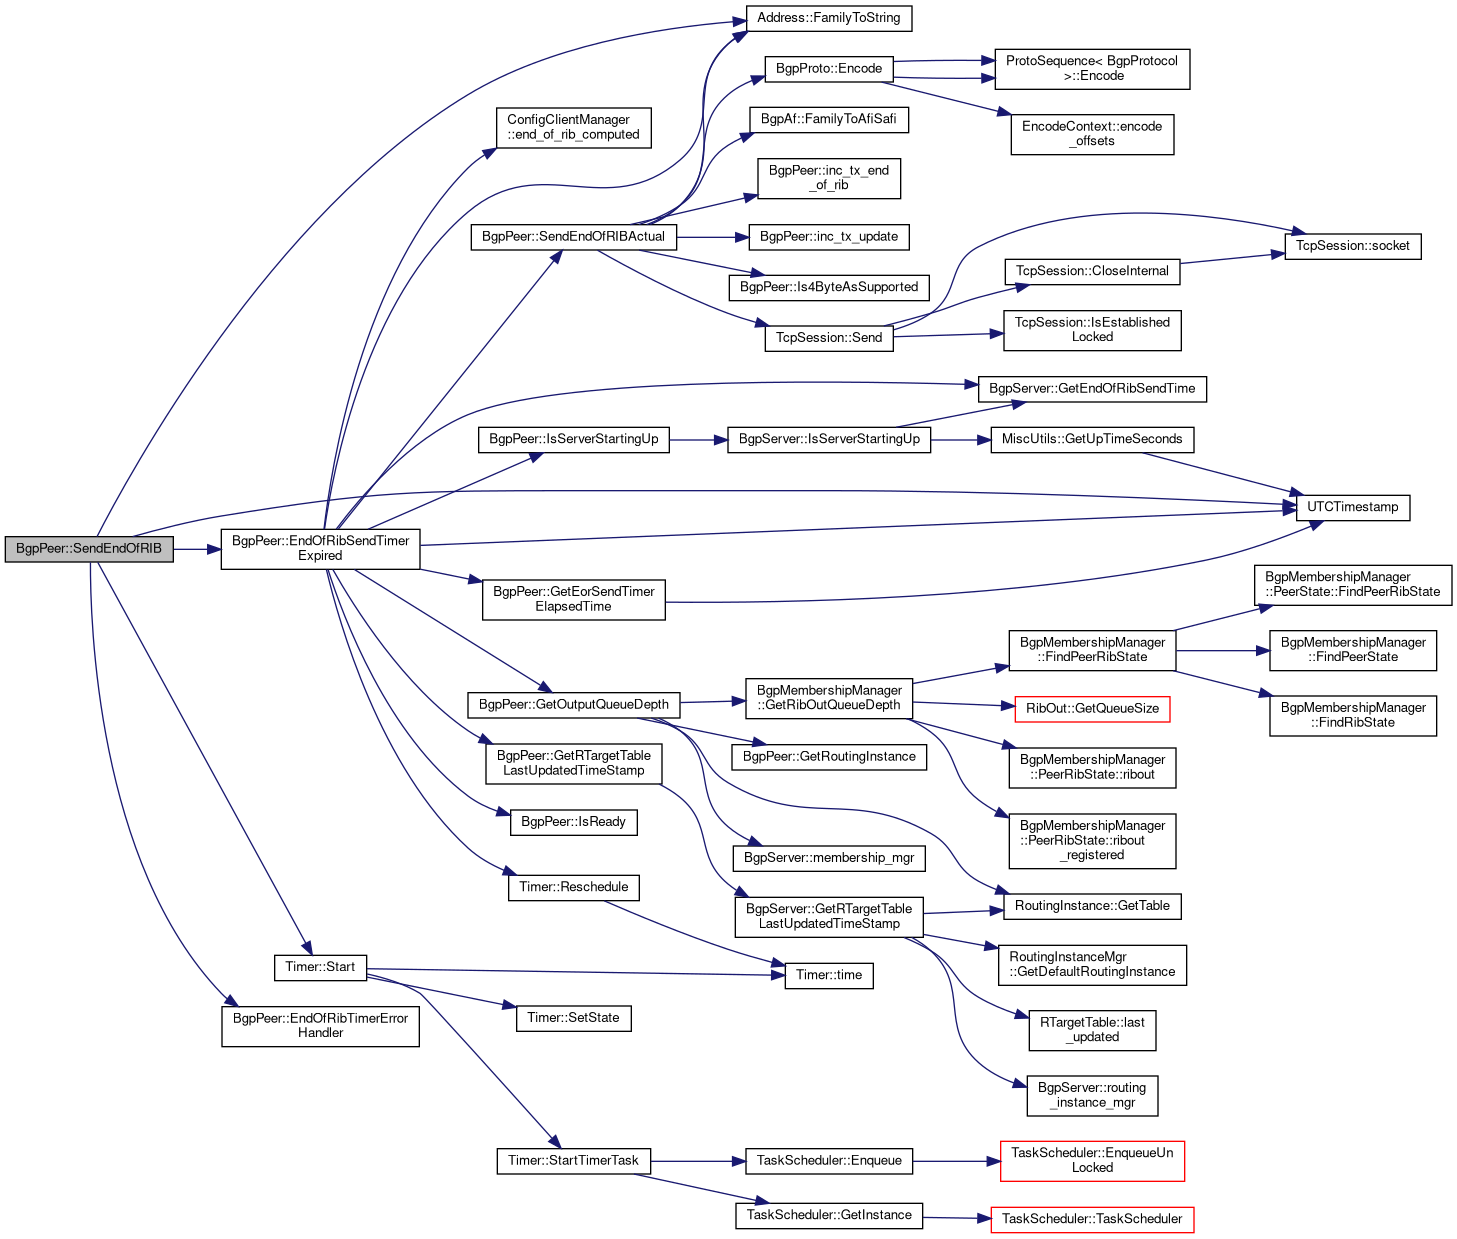 BgpPeer::SendEndOfRIB
Address::FamilyToString
BgpPeer::EndOfRibSendTimer
Expired
ConfigClientManager
::end_of_rib_computed
BgpPeer::SendEndOfRIBActual
BgpProto::Encode
ProtoSequence< BgpProtocol
>::Encode
EncodeContext::encode
_offsets
BgpAf::FamilyToAfiSafi
BgpPeer::inc_tx_end
_of_rib
BgpPeer::inc_tx_update
BgpPeer::Is4ByteAsSupported
TcpSession::Send
TcpSession::socket
TcpSession::CloseInternal
TcpSession::IsEstablished
Locked
BgpServer::GetEndOfRibSendTime
BgpPeer::IsServerStartingUp
BgpServer::IsServerStartingUp
MiscUtils::GetUpTimeSeconds
UTCTimestamp
BgpPeer::GetEorSendTimer
ElapsedTime
BgpPeer::GetOutputQueueDepth
BgpMembershipManager
::GetRibOutQueueDepth
BgpMembershipManager
::FindPeerRibState
BgpMembershipManager
::PeerState::FindPeerRibState
BgpMembershipManager
::FindPeerState
BgpMembershipManager
::FindRibState
RibOut::GetQueueSize
BgpMembershipManager
::PeerRibState::ribout
BgpMembershipManager
::PeerRibState::ribout
_registered
BgpPeer::GetRoutingInstance
BgpServer::membership_mgr
RoutingInstance::GetTable
BgpPeer::GetRTargetTable
LastUpdatedTimeStamp
BgpServer::GetRTargetTable
LastUpdatedTimeStamp
RoutingInstanceMgr
::GetDefaultRoutingInstance
RTargetTable::last
_updated
BgpServer::routing
_instance_mgr
BgpPeer::IsReady
Timer::Reschedule
Timer::time
Timer::Start
BgpPeer::EndOfRibTimerError
Handler
Timer::SetState
Timer::StartTimerTask
TaskScheduler::Enqueue
TaskScheduler::EnqueueUn
Locked
TaskScheduler::GetInstance
TaskScheduler::TaskScheduler